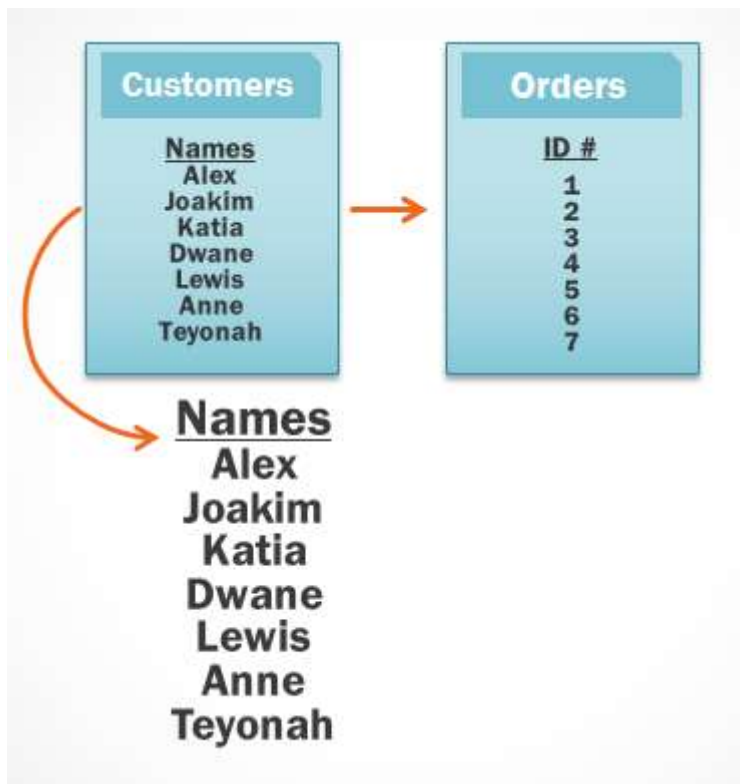 Customers
Names
Alex
Joakim
Katia
Dwane
Lewis
Anne
Teyonah
Orders
ID #
1
2
3
4
5
6
7
Names
Alex
Joakim
Katia
Dwane
Lewis
Anne
Teyonah